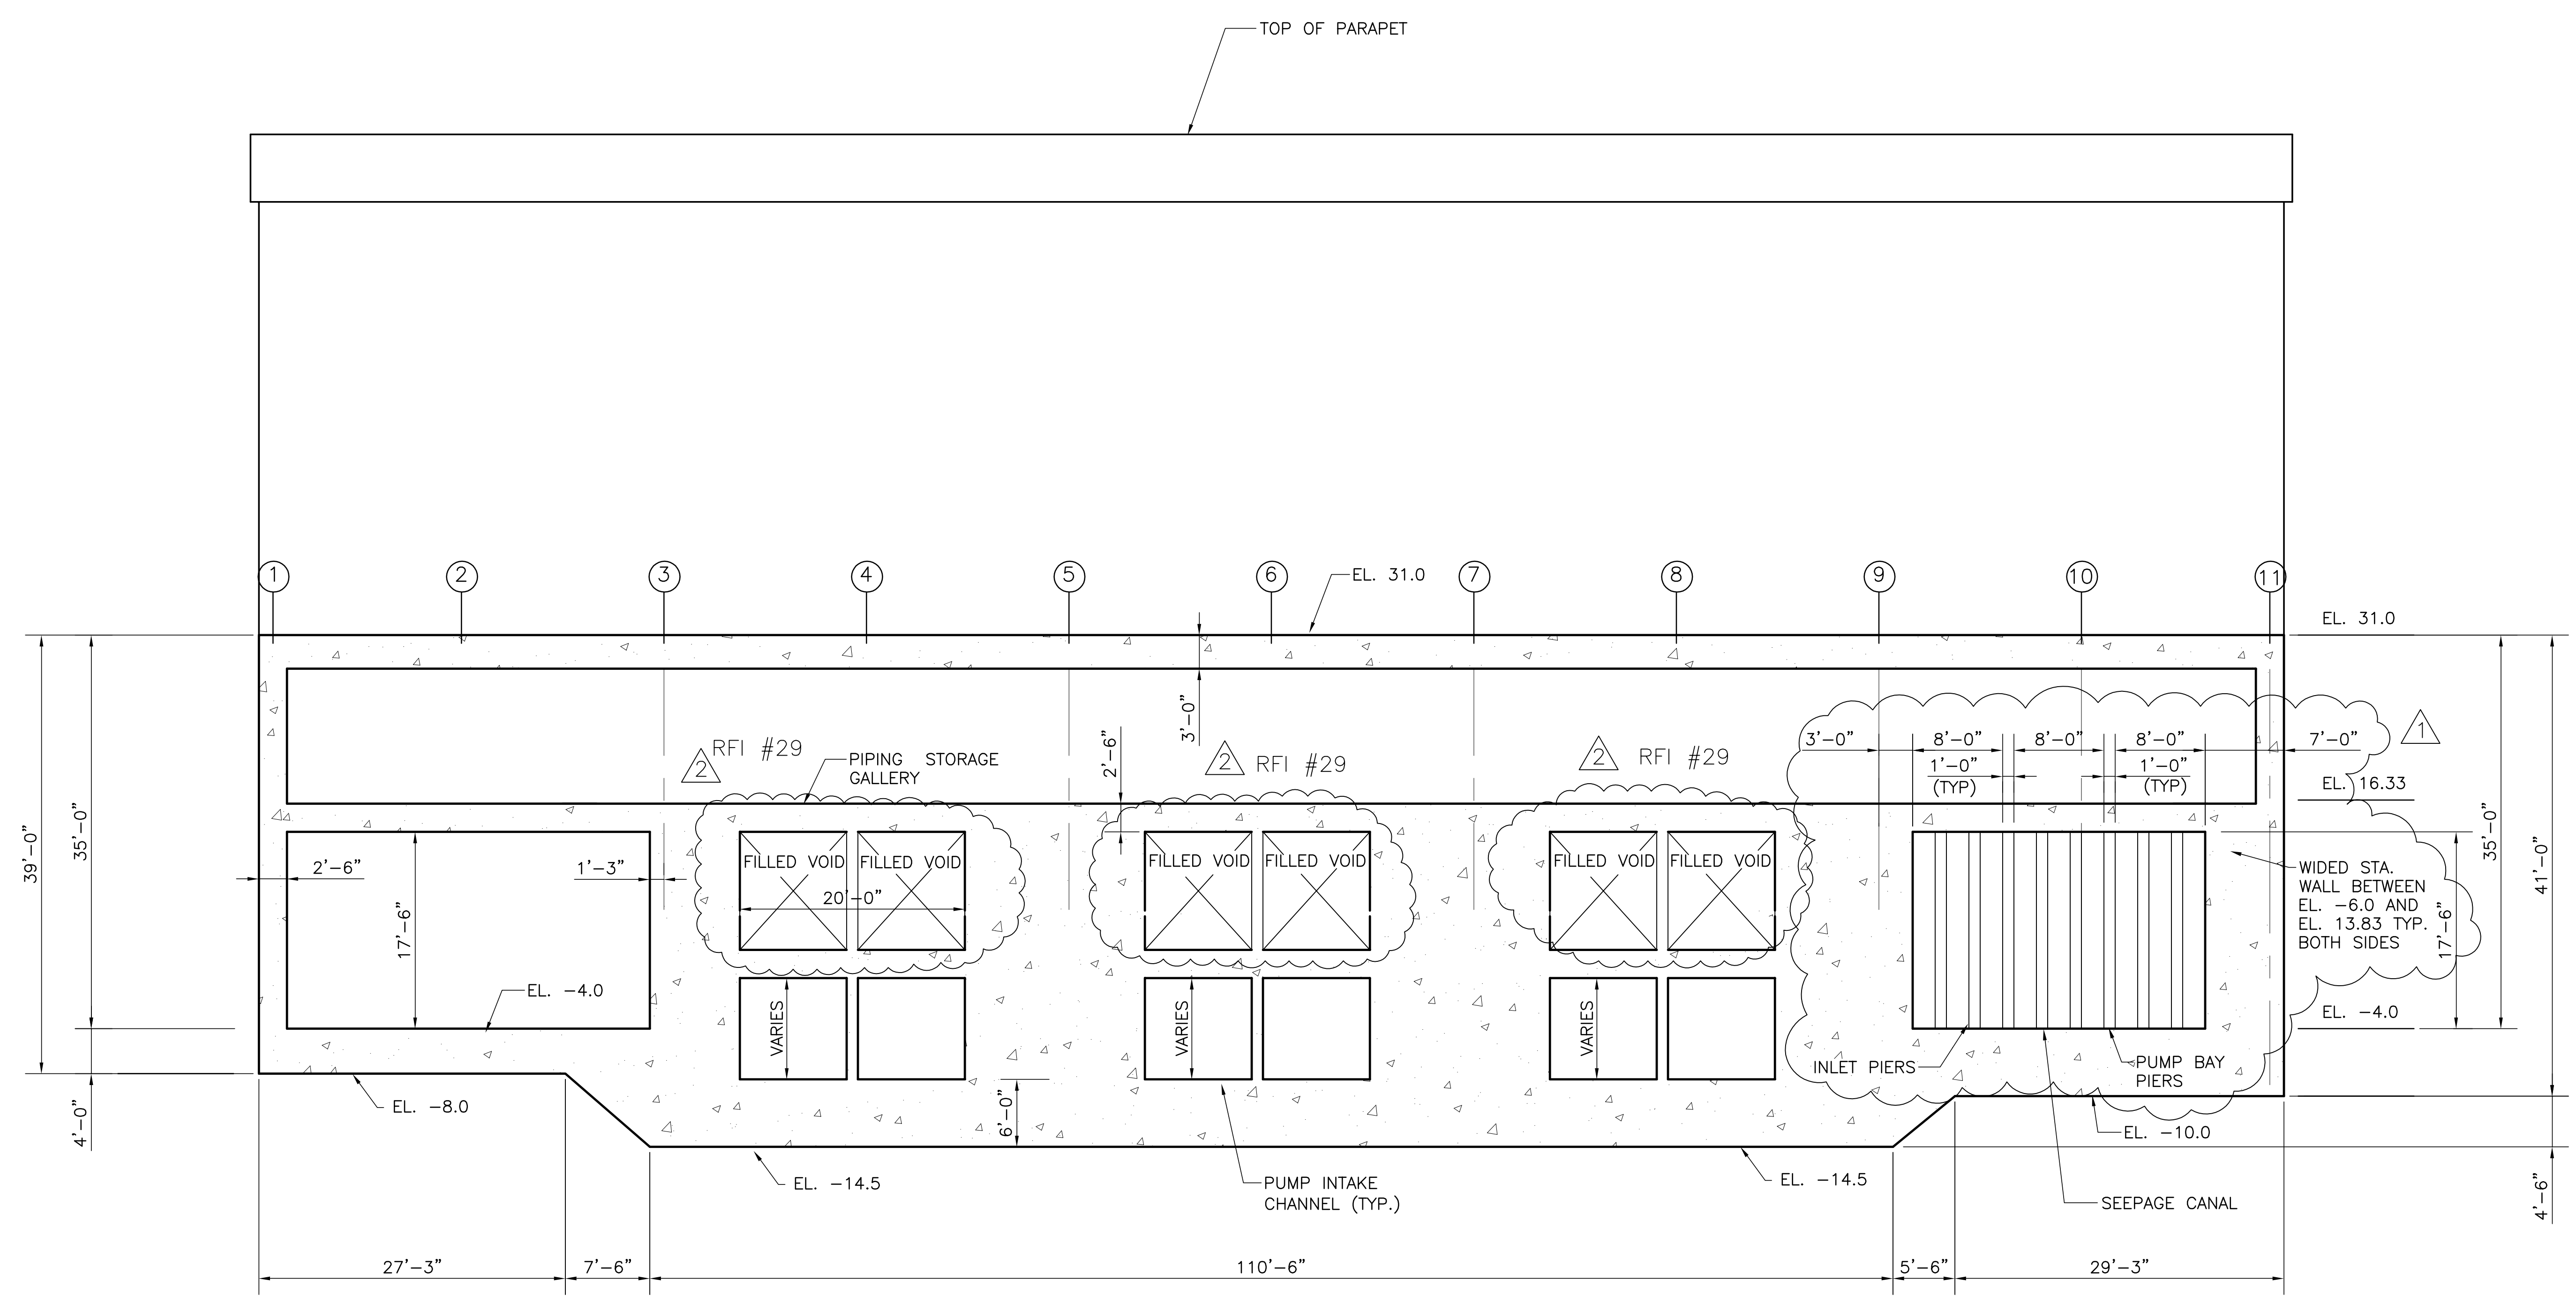 TOP OF PARAPET
1
2
3
4
5
6
7
8
9
10
11
EL. 31.0
EL. 31.0
39'-0"
35'-0"
4'-0"
3'-0"
2'-6"
2 RFI #29
2 RFI #29
2 RFI #29
PIPING STORAGE
GALLERY
3'-0"
8'-0"
8'-0"
8'-0"
7'-0"
1
1'-0"
(TYP)
1'-0"
(TYP)
EL. 16.33
2'-6"
17'-6"
1'-3"
FILLED VOID
FILLED VOID
20'-0"
FILLED VOID
FILLED VOID
FILLED VOID
FILLED VOID
WIDED STA.
WALL BETWEEN
EL. -6.0 AND
EL. 13.83 TYP.
BOTH SIDES
17'-6"
35'-0"
41'-0"
4'-6"
EL. -4.0
VARIES
VARIES
VARIES
EL. -4.0
INLET PIERS
PUMP BAY
PIERS
6'-0"
EL. -8.0
EL. -10.0
EL. -14.5
PUMP INTAKE
CHANNEL (TYP.)
EL. -14.5
SEEPAGE CANAL
27'-3"
7'-6"
110'-6"
5'-6"
29'-3"